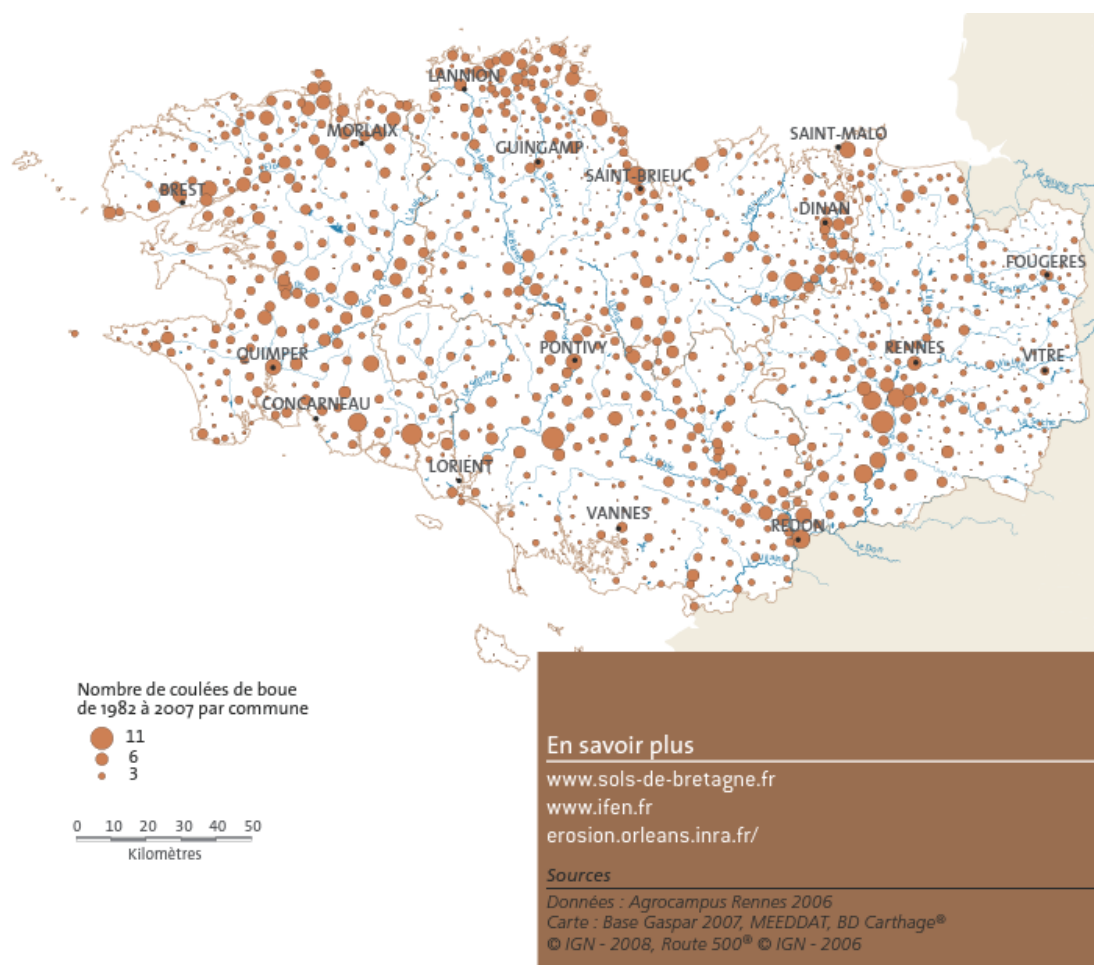 LANNION
MORLAIX
GUINGAMP
SAINT-MALO
BREST
SAINT-BRIEUC
DINAN
FOUGERES
QUIMPER
PONTIVY
RENNES
VITRE
CONCARNEAU
LORIENT
VANNES
REDON
le Don
Nombre de coulées de boue
de 1982 à 2007 par commune
11
6
3
0 10 20 30 40 50
Kilomètres
En savoir plus
www.sols-de-bretagne.fr
www.ifen.fr
erosion.orleans.inra.fr/
Sources
Données : Agrocampus Rennes 2006
Carte : Base Gaspar 2007, MEEDDAT, BD Carthage®
© IGN - 2008, Route 500® © IGN - 2006